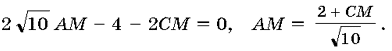 2√10 AM − 4 − 2CM = 0, AM = (2 + CM)/√10 .